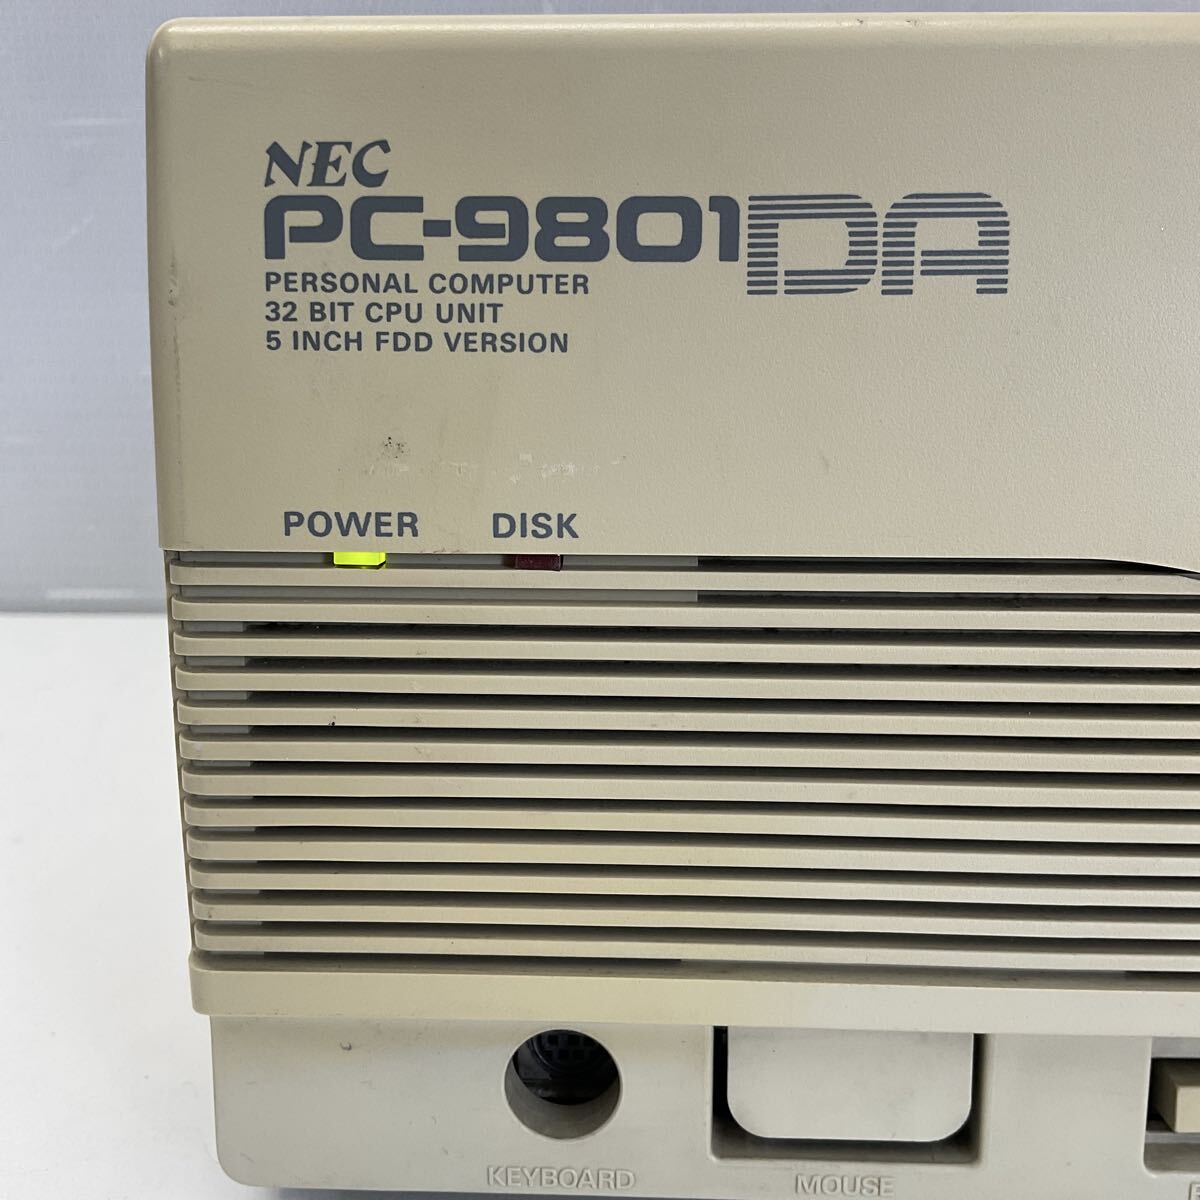 NEC
PC-9801DA
PERSONAL COMPUTER
32 BIT CPU UNIT
5 INCH FDD VERSION
POWER DISK
KEYBOARD MOUSE